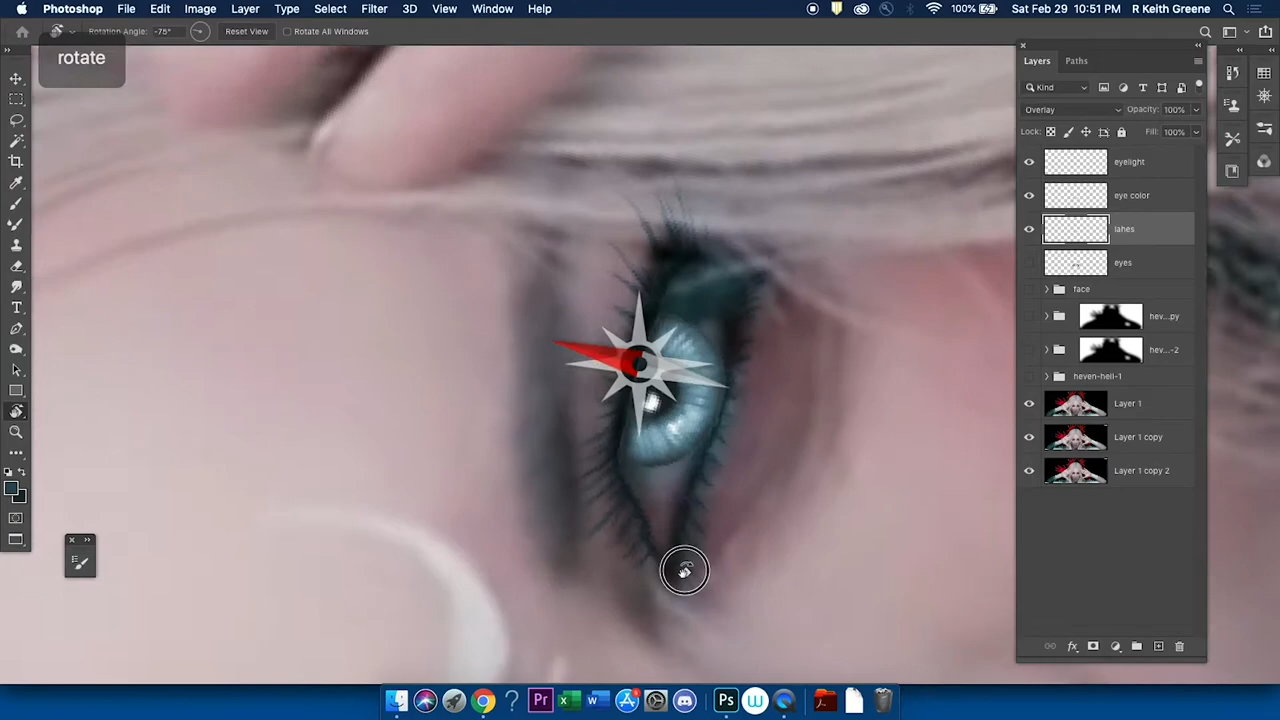 Photoshop File Edit Image Layer Type Select Filter 3D View Window Help 100% Sat Feb 29 10:51 PM R Keith Greene
Rotation Angle: -75° Reset View Rotate All Windows
rotate
Layers Paths
Kind
Overlay Opacity: 100%
Lock: Fill: 100%
eyelight
eye color
lahes
eyes
face
hev...py
hev...-2
heven-hell-1
Layer 1
Layer 1 copy
Layer 1 copy 2
fx
Pr W Ps W